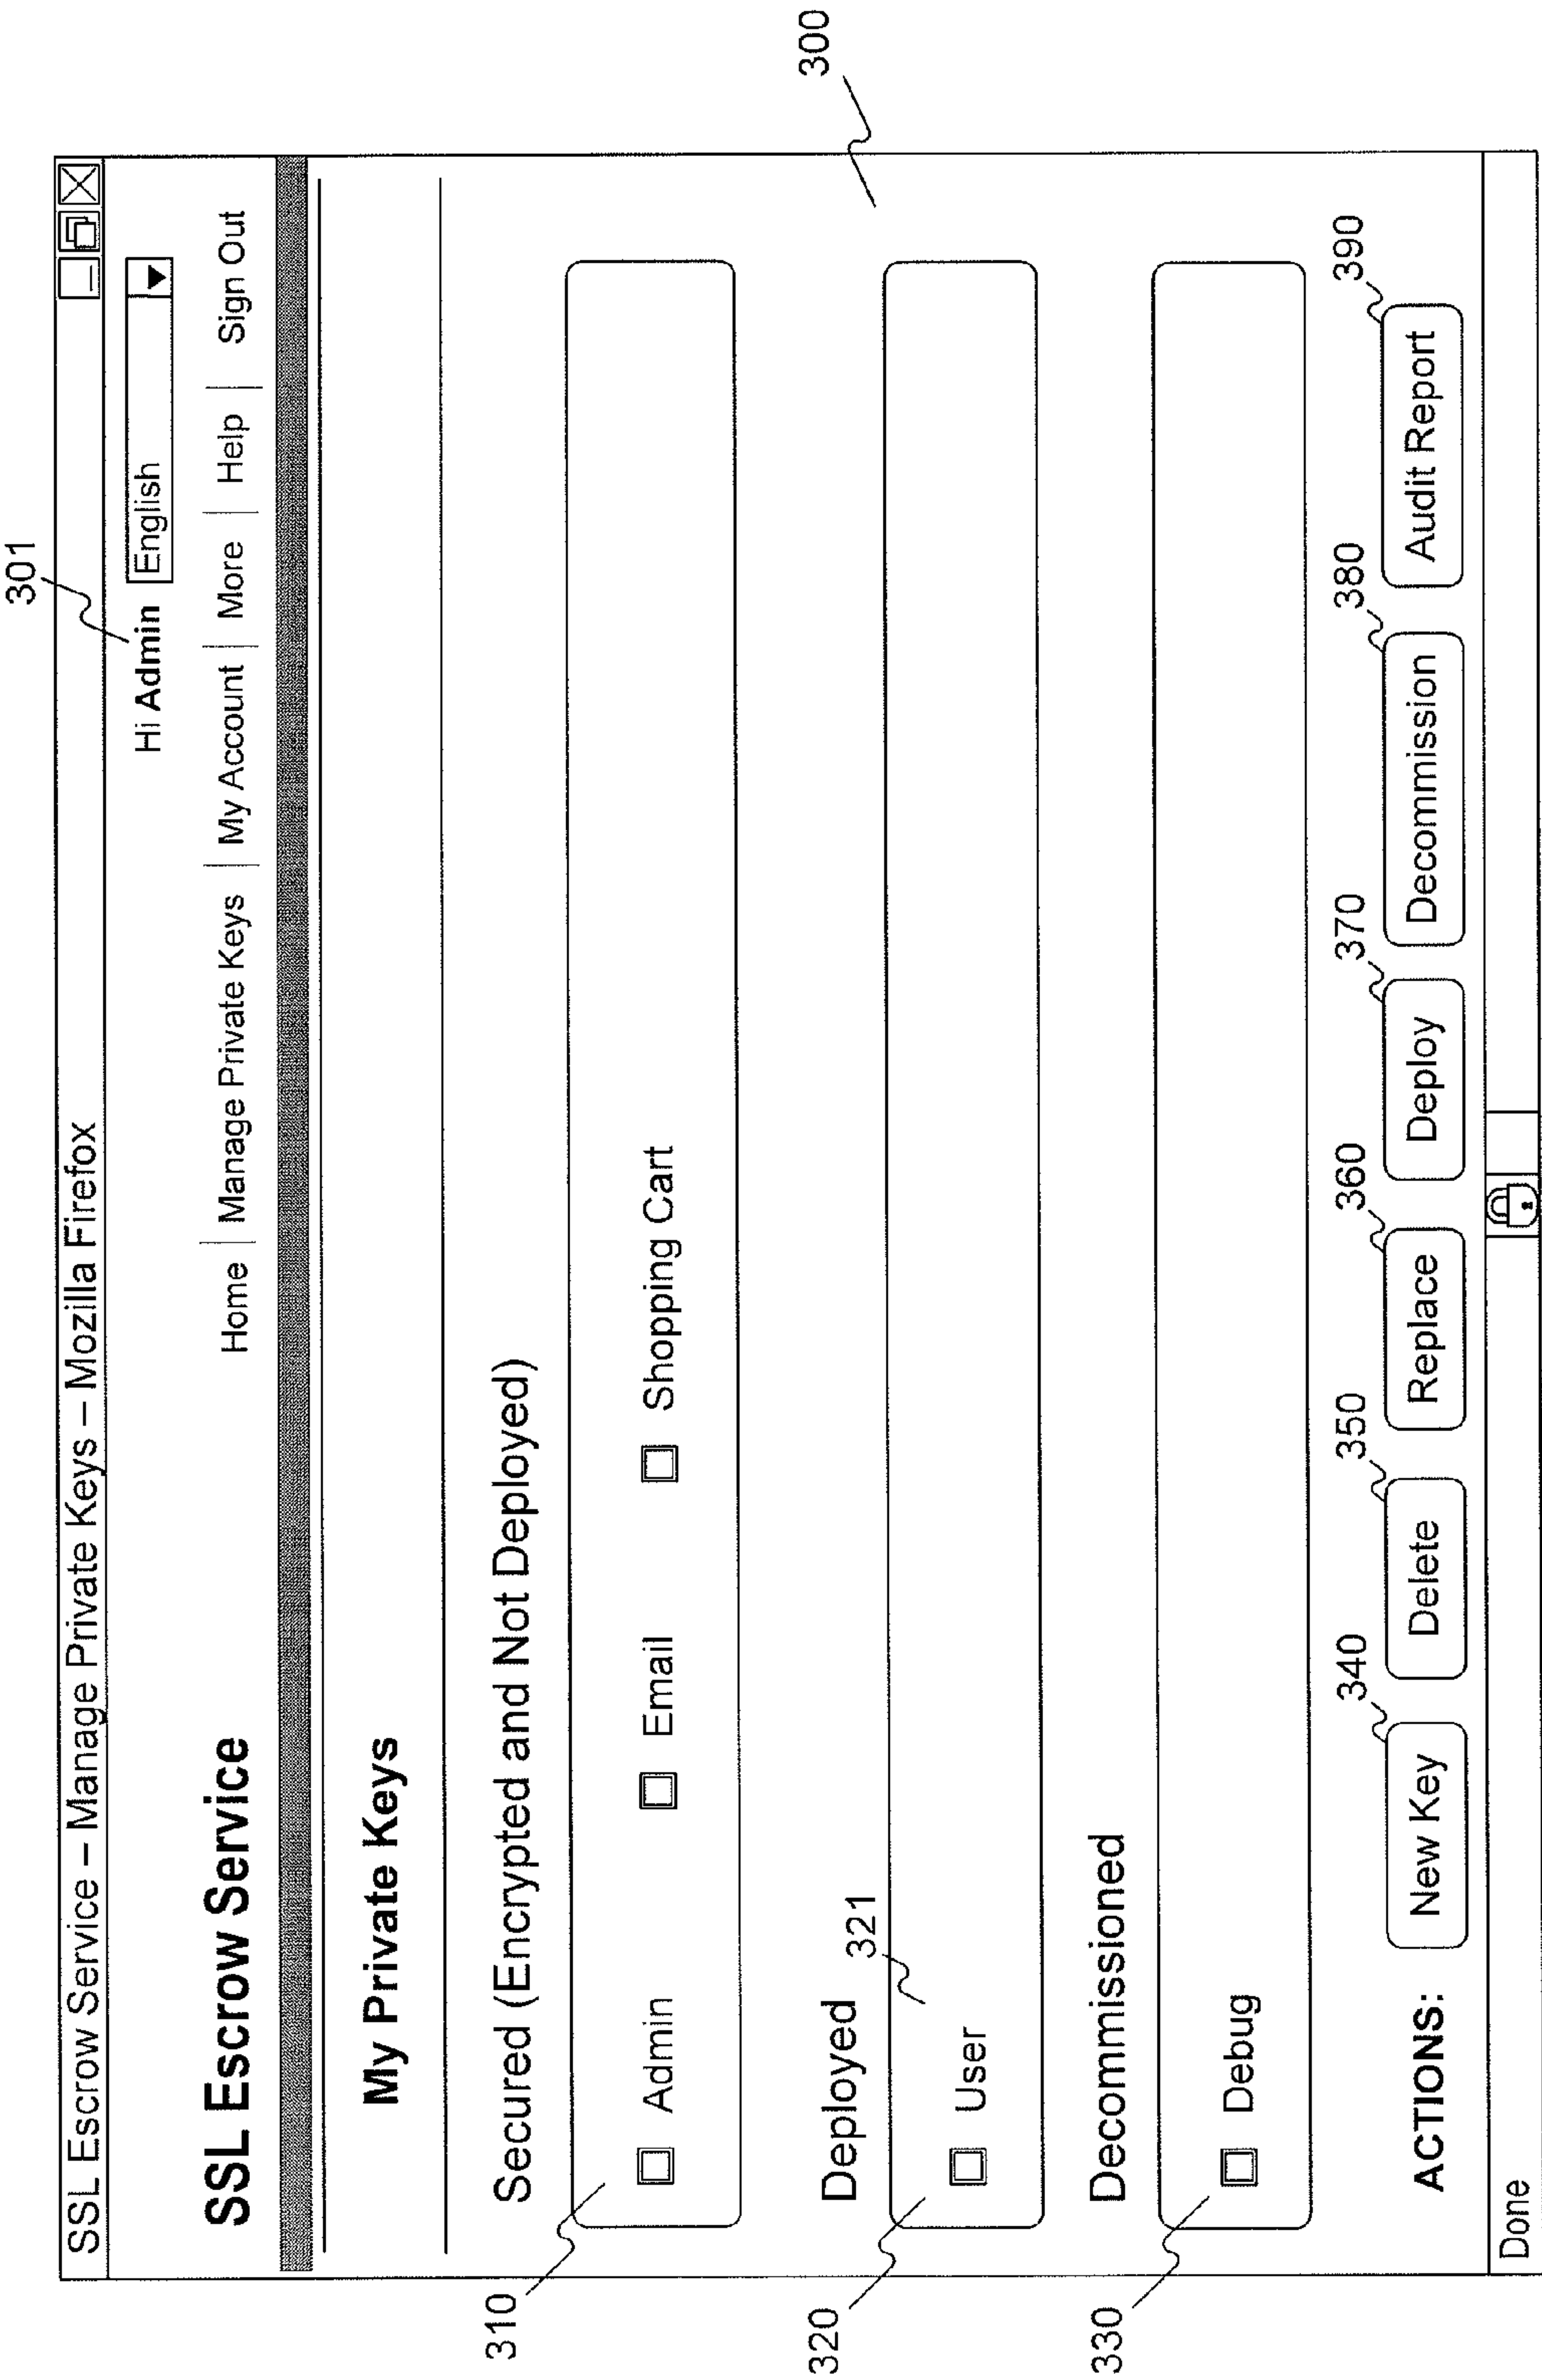 301
SSL Escrow Service – Manage Private Keys – Mozilla Firefox
Hi Admin English
SSL Escrow Service
Home | Manage Private Keys | My Account | More | Help | Sign Out
My Private Keys
Secured (Encrypted and Not Deployed)
310
Admin Email Shopping Cart
300
Deployed
321
320
User
Decommissioned
330
Debug
340 350 360 370 380 390
ACTIONS: New Key Delete Replace Deploy Decommission Audit Report
Done